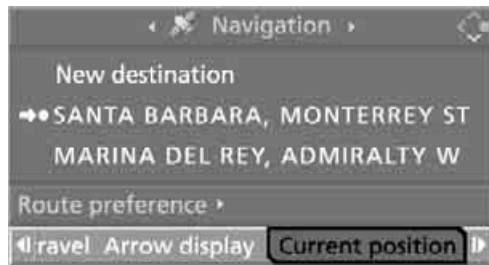 Navigation
New destination
SANTA BARBARA, MONTERREY ST
MARINA DEL REY, ADMIRALTY W
Route preference
ravel Arrow display Current position